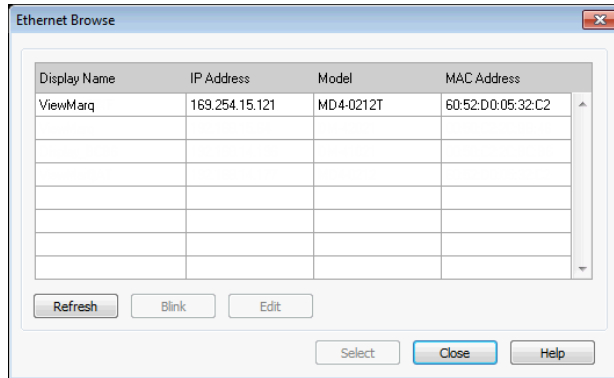 Ethernet Browse
Display Name IP Address Model MAC Address
ViewMarq 169.254.15.121 MD4-0212T 60:52:D0:05:32:C2
Refresh Blink Edit
Select Close Help